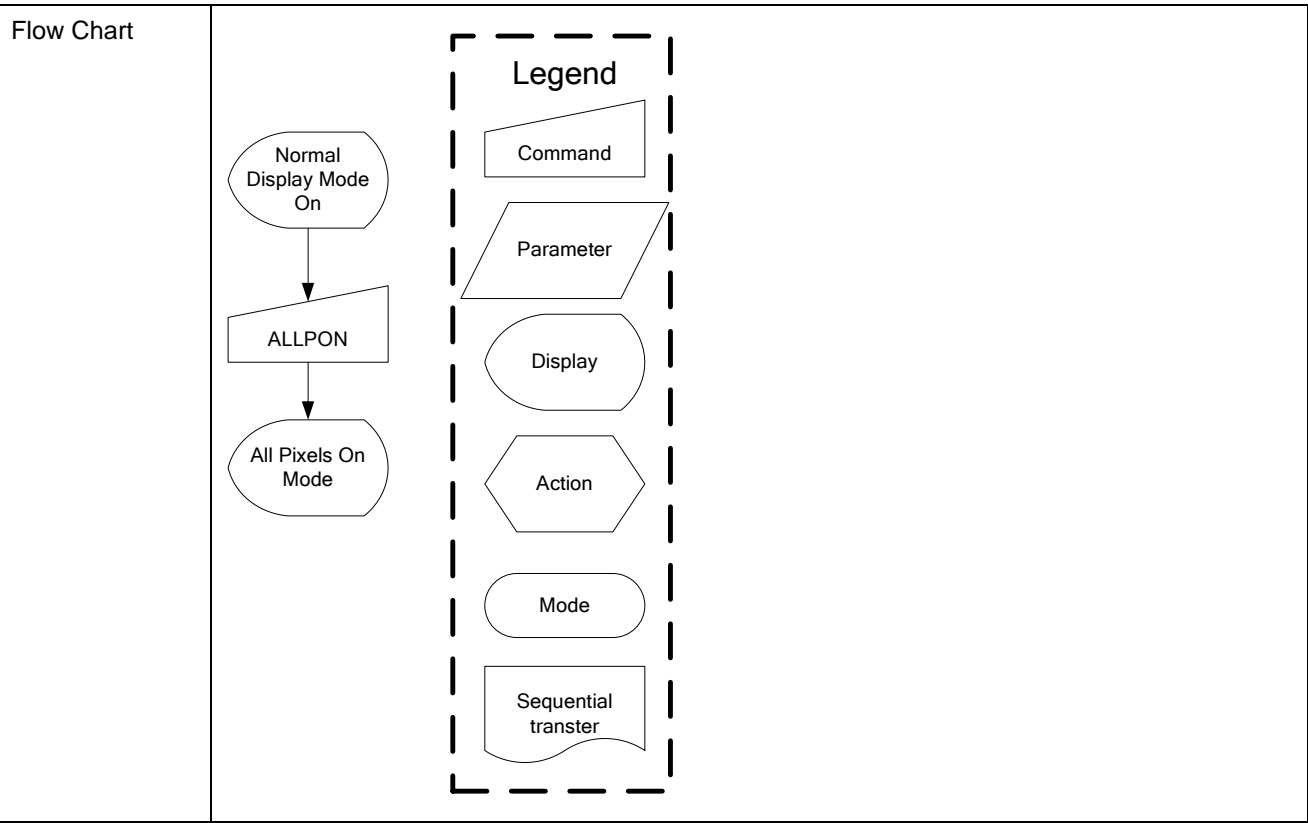 Flow Chart
Normal
Display Mode
On
ALLPON
All Pixels On
Mode
Legend
Command
Parameter
Display
Action
Mode
Sequential
transter